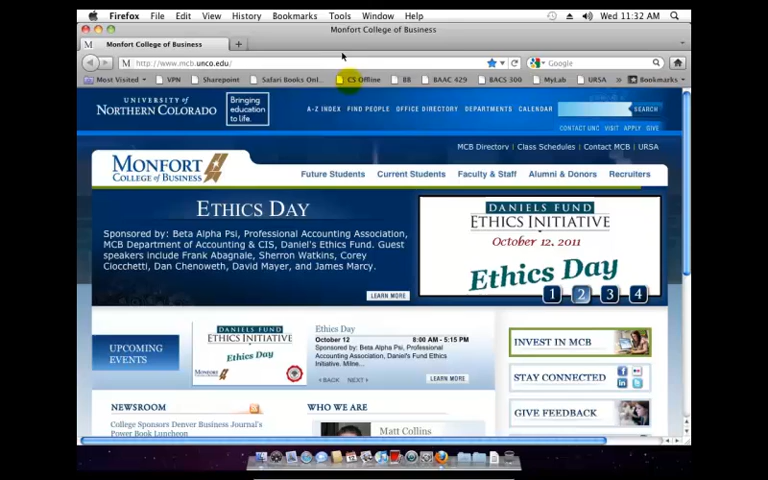 Firefox File Edit View History Bookmarks Tools Window Help Wed 11:32 AM
Monfort College of Business
M Monfort College of Business +
M http://www.mcb.unco.edu/ Google
Most Visited VPN Sharepoint Safari Books Onl... CS Offline BB BAAC 429 BACS 300 MyLab URSA » Bookmarks
UNIVERSITY of
NORTHERN COLORADO
Bringing
education
to life.
A-Z INDEX FIND PEOPLE OFFICE DIRECTORY DEPARTMENTS CALENDAR SEARCH
CONTACT UNC VISIT APPLY GIVE
MCB Directory | Class Schedules | Contact MCB | URSA
MONFORT
COLLEGE OF BUSINESS
Future Students Current Students Faculty & Staff Alumni & Donors Recruiters
ETHICS DAY
Sponsored by: Beta Alpha Psi, Professional Accounting Association,
MCB Department of Accounting & CIS, Daniel's Ethics Fund. Guest
speakers include Frank Abagnale, Sherron Watkins, Corey
Ciocchetti, Dan Chenoweth, David Mayer, and James Marcy.
LEARN MORE
DANIELS FUND
ETHICS INITIATIVE
October 12, 2011
Ethics Day
1 2 3 4
UPCOMING
EVENTS
DANIELS FUND
ETHICS INITIATIVE
Ethics Day
MONFORT
Ethics Day
October 12 8:00 AM - 5:15 PM
Sponsored by: Beta Alpha Psi, Professional
Accounting Association, Daniel's Fund Ethics
Initiative. Milne...
‹ BACK NEXT › LEARN MORE
INVEST IN MCB
STAY CONNECTED
GIVE FEEDBACK
NEWSROOM
College Sponsors Denver Business Journal's
Power Book Luncheon
WHO WE ARE
Matt Collins